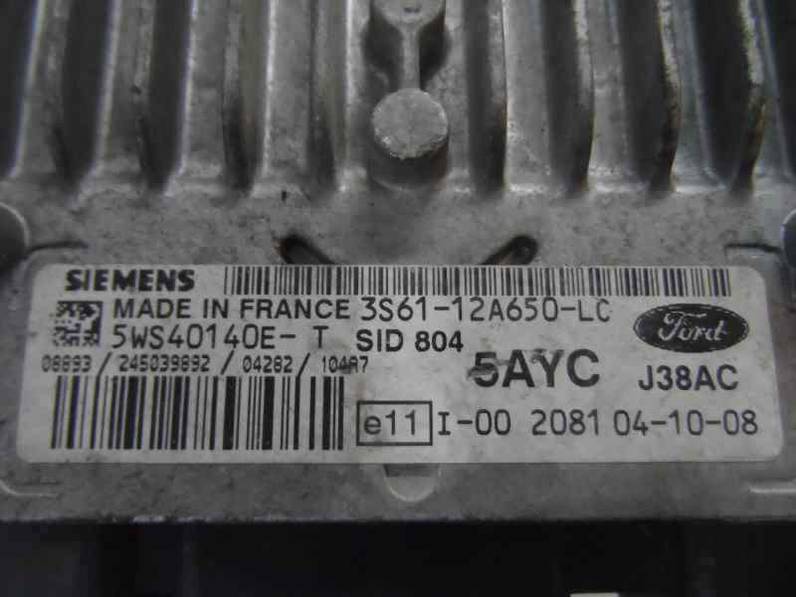 SIEMENS
MADE IN FRANCE 3S61-12A650-LC
5WS40140E- T SID 804
Ford
08893/245039892/04282/104A7
5AYC J38AC
e11 I-00 2081 04-10-08